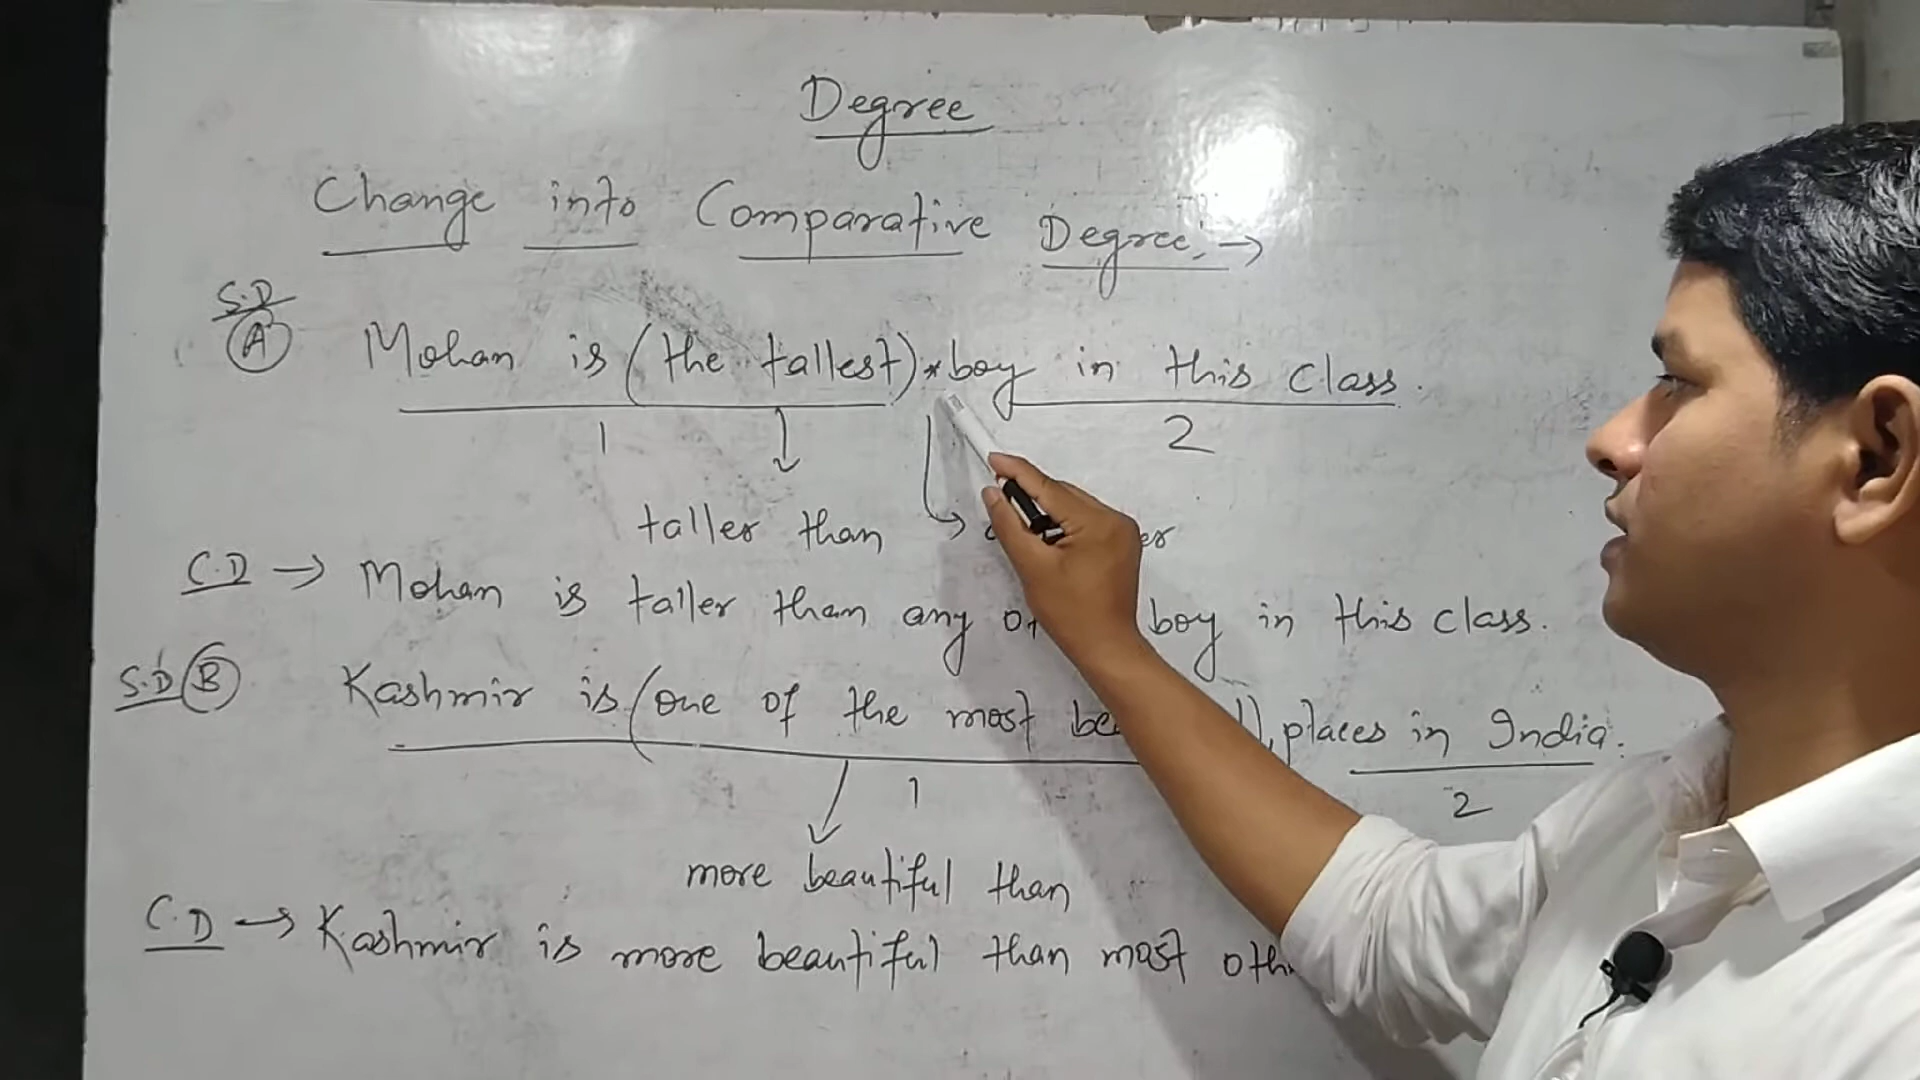 Degree
Change into Comparative Degree; →
S.D
(A) Mohan is (the tallest) * boy in this class.
1 2
taller than
C.D → Mohan is taller than any boy in this class.
S.D (B) Kashmir is (one of the most places in India.
1 2
more beautiful than
C.D → Kashmir is more beautiful than most